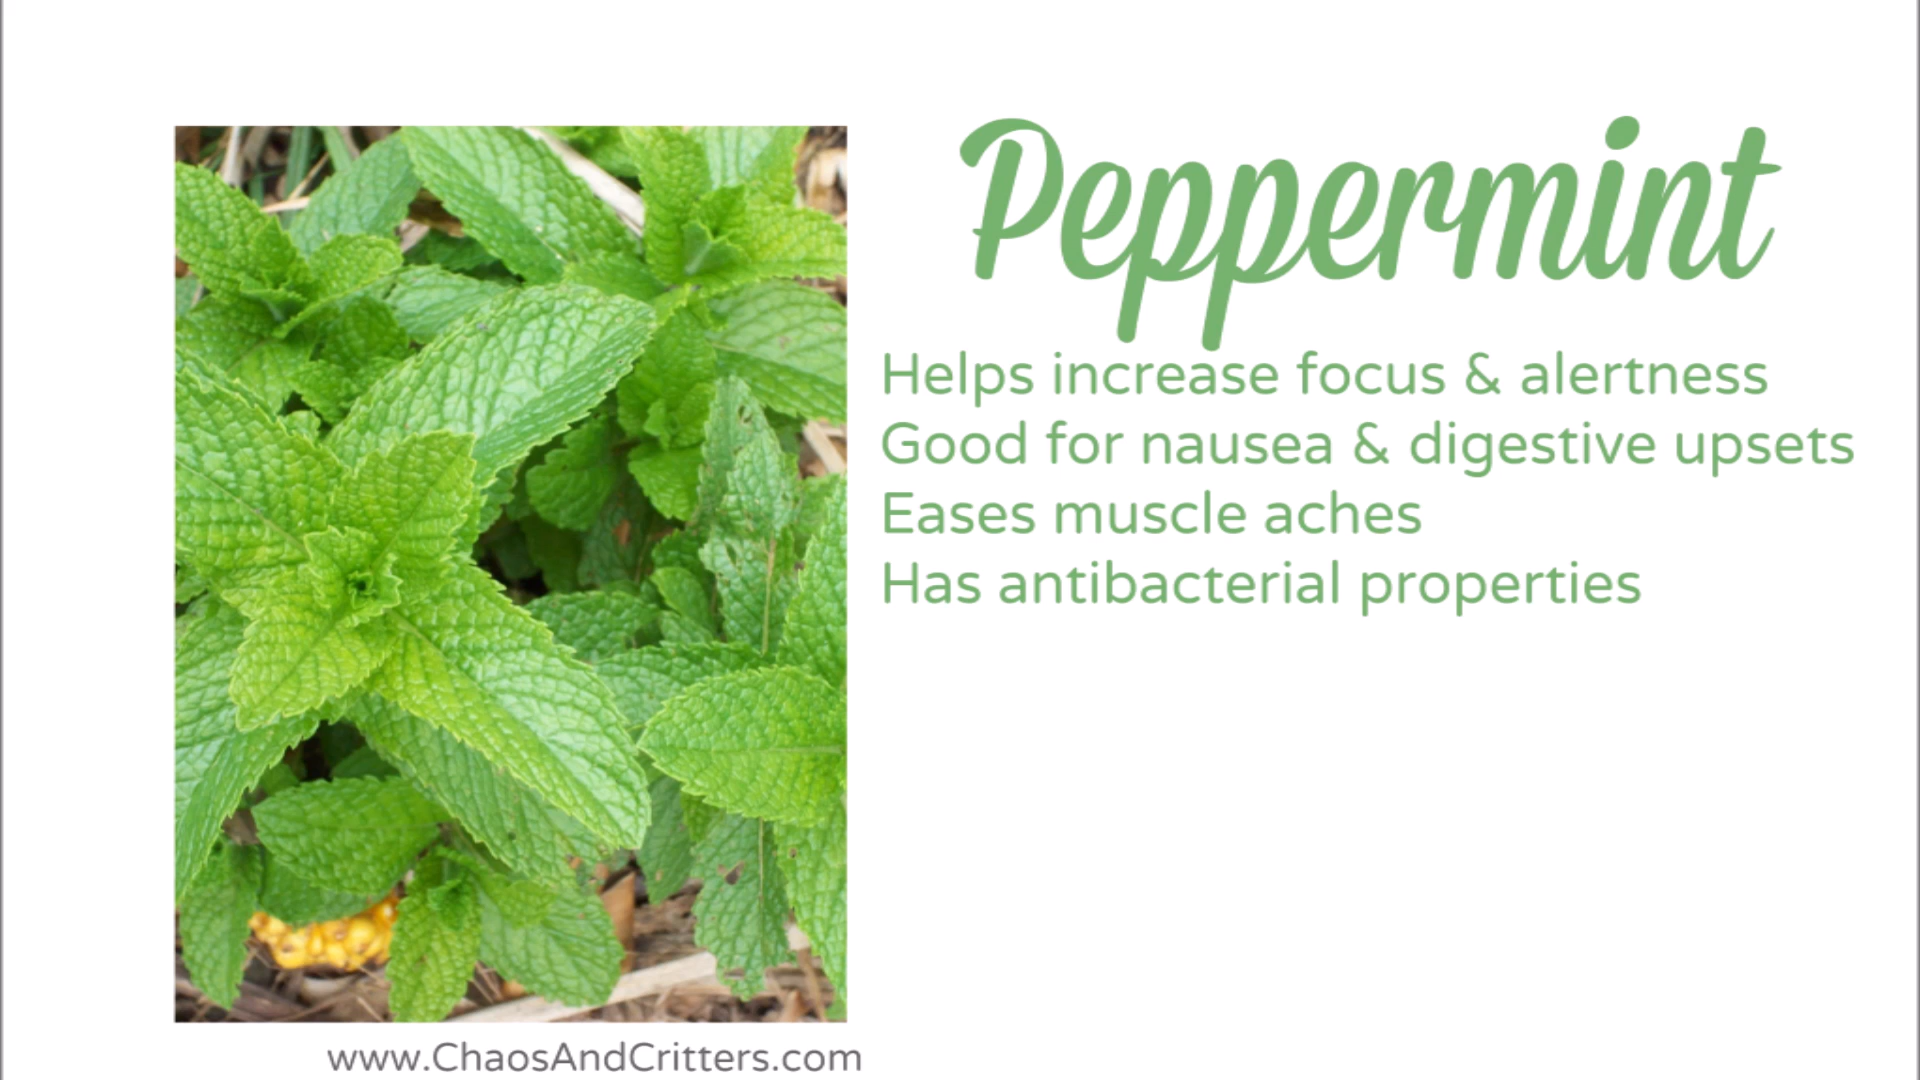 Peppermint
Helps increase focus & alertness
Good for nausea & digestive upsets
Eases muscle aches
Has antibacterial properties
www.ChaosAndCritters.com